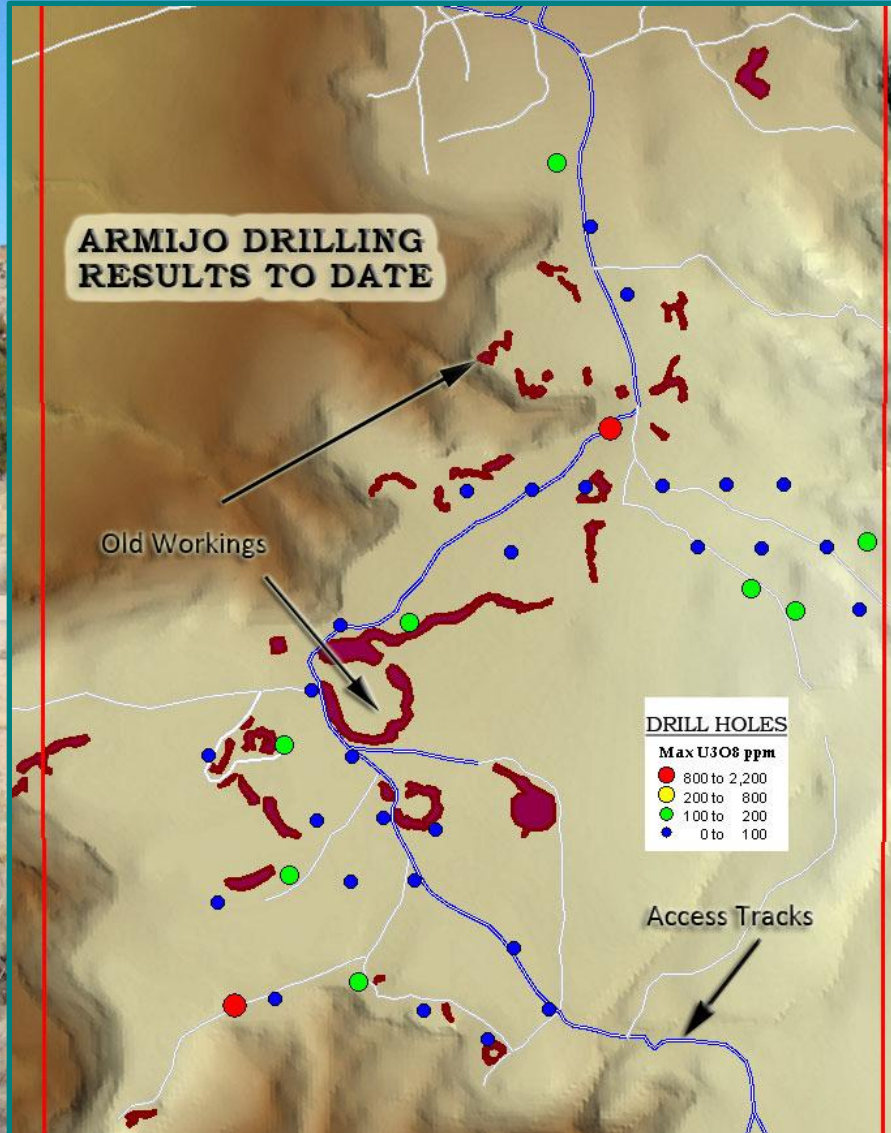 ARMIJO DRILLING
RESULTS TO DATE
Old Workings
DRILL HOLES
Max U3O8 ppm
800 to 2,200
200 to 800
100 to 200
0 to 100
Access Tracks